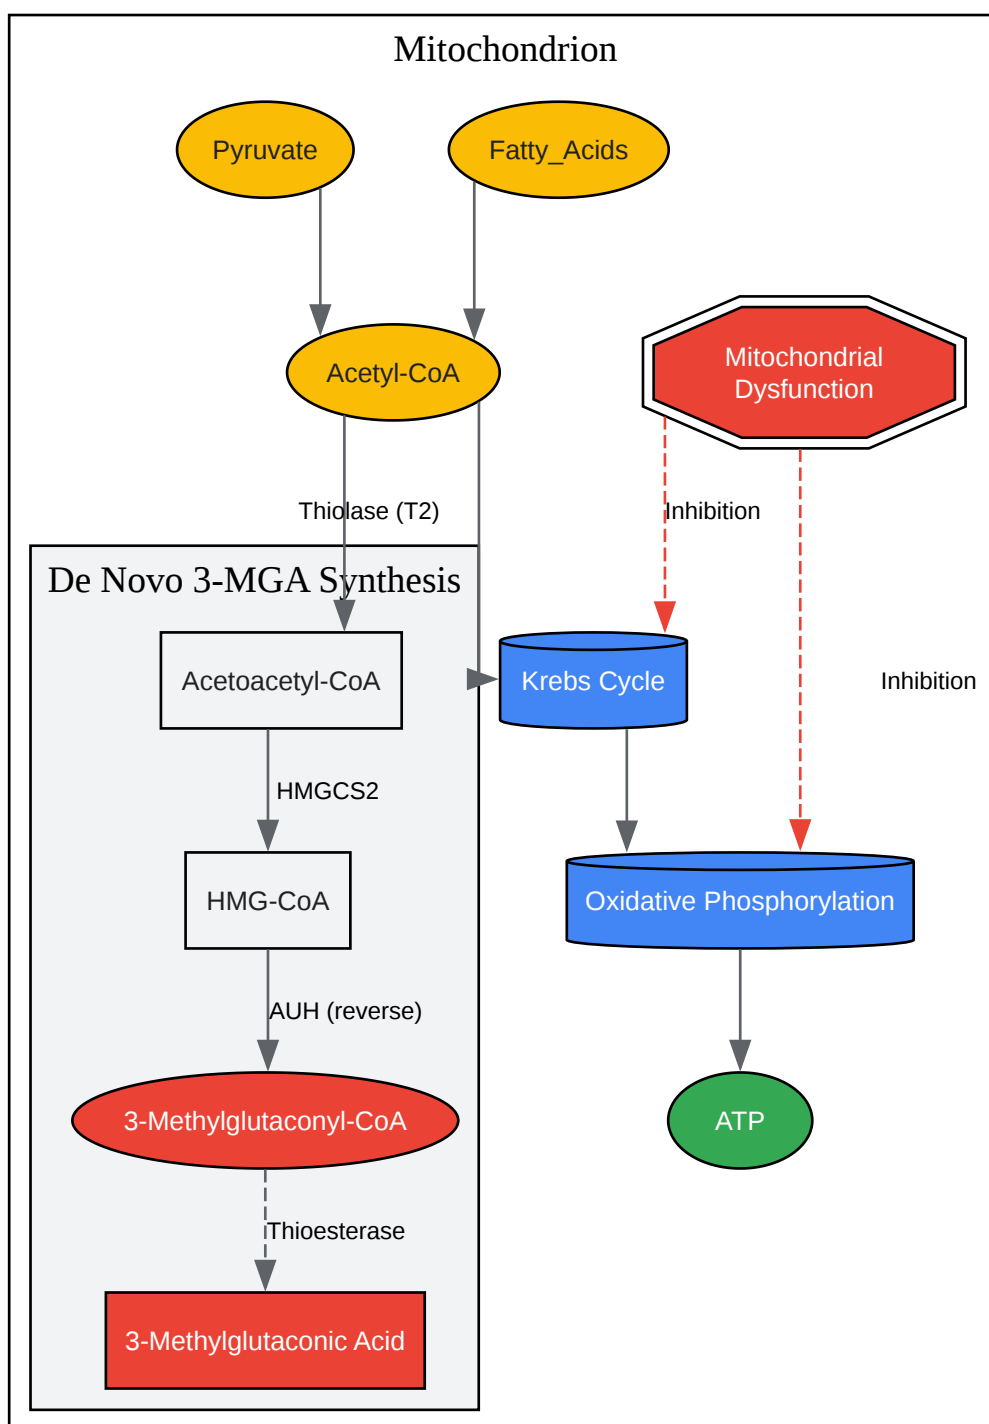 Mitochondrion
Pyruvate
Fatty_Acids
Acetyl-CoA
Mitochondrial
Dysfunction
Thiolase (T2)
Inhibition
De Novo 3-MGA Synthesis
Acetoacetyl-CoA
Krebs Cycle
Inhibition
HMGCS2
HMG-CoA
Oxidative Phosphorylation
AUH (reverse)
3-Methylglutaconyl-CoA
ATP
Thioesterase
3-Methylglutaconic Acid